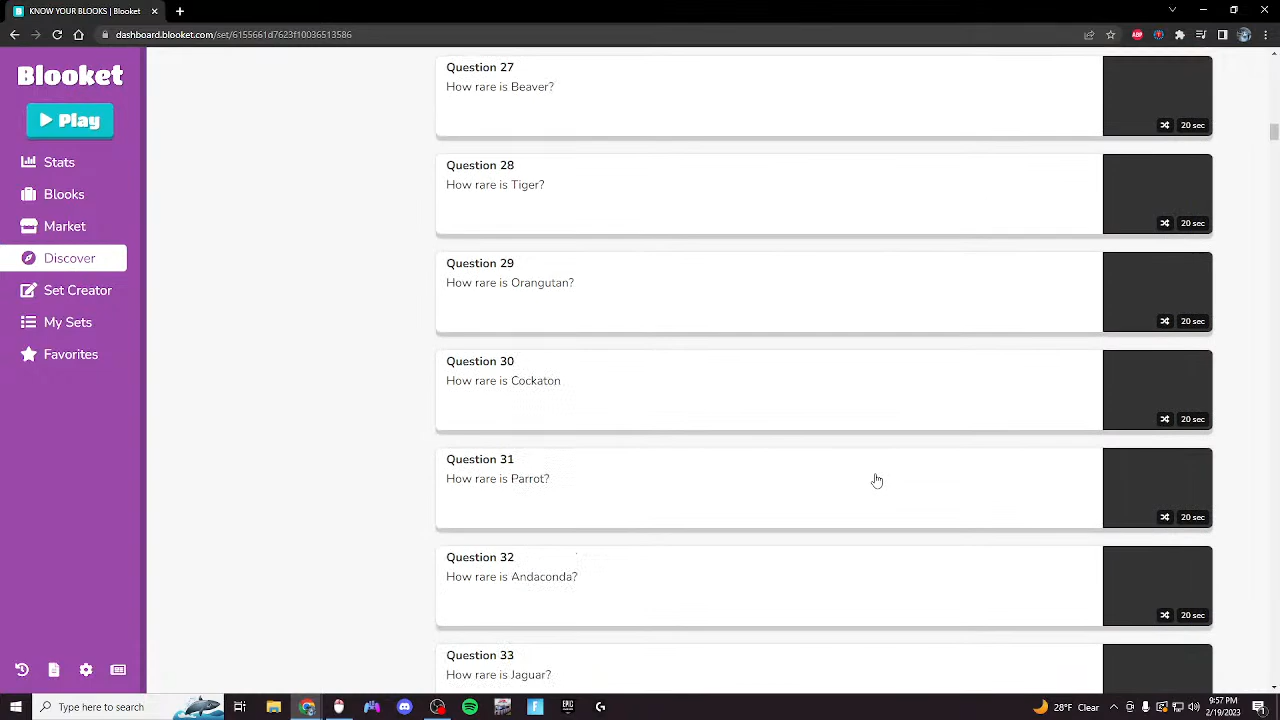 KNOW YOUR BLOOKS | Blooket
dashboard.blooket.com/set/6155661d7623f10036513586
ABP
Blooket
Play
Stats
Blooks
Market
Discover
Set Creator
My Sets
Favorites
Question 27
How rare is Beaver?
20 sec
Question 28
How rare is Tiger?
20 sec
Question 29
How rare is Orangutan?
20 sec
Question 30
How rare is Cockaton
20 sec
Question 31
How rare is Parrot?
20 sec
Question 32
How rare is Andaconda?
20 sec
Question 33
How rare is Jaguar?
Type here to search
28°F Clear
9:57 PM
2/19/2023